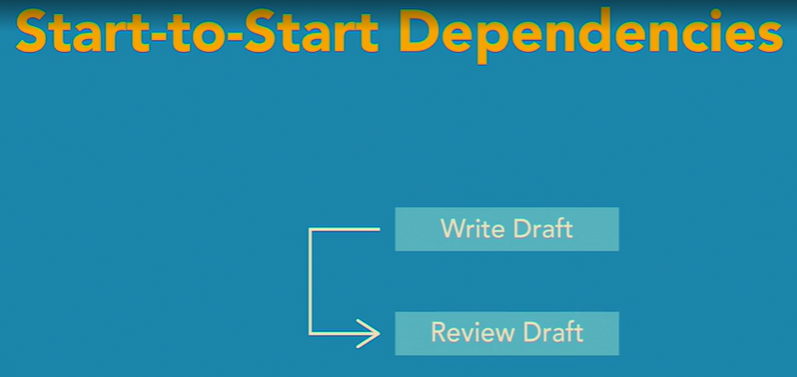 Start-to-Start Dependencies
Write Draft
Review Draft